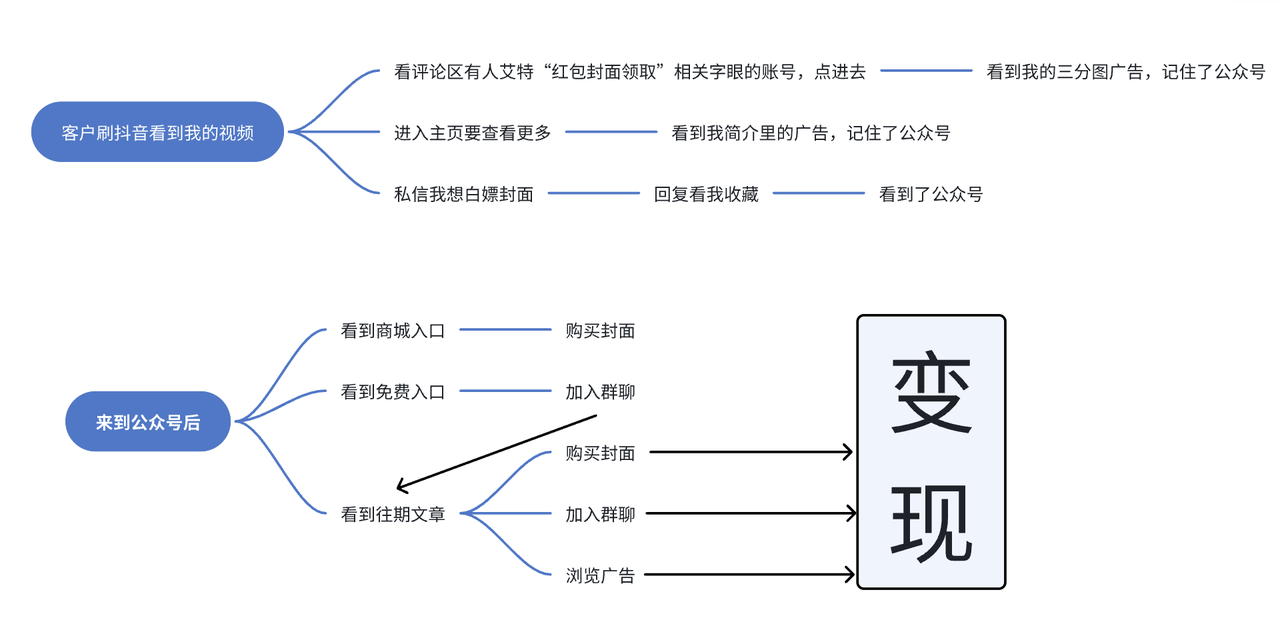 看评论区有人艾特“红包封面领取”相关字眼的账号，点进去
看到我的三分图广告，记住了公众号
客户刷抖音看到我的视频
进入主页要查看更多
看到我简介里的广告，记住了公众号
私信我想白嫖封面
回复看我收藏
看到了公众号
看到商城入口
购买封面
看到免费入口
加入群聊
来到公众号后
购买封面
看到往期文章
加入群聊
浏览广告
变
现